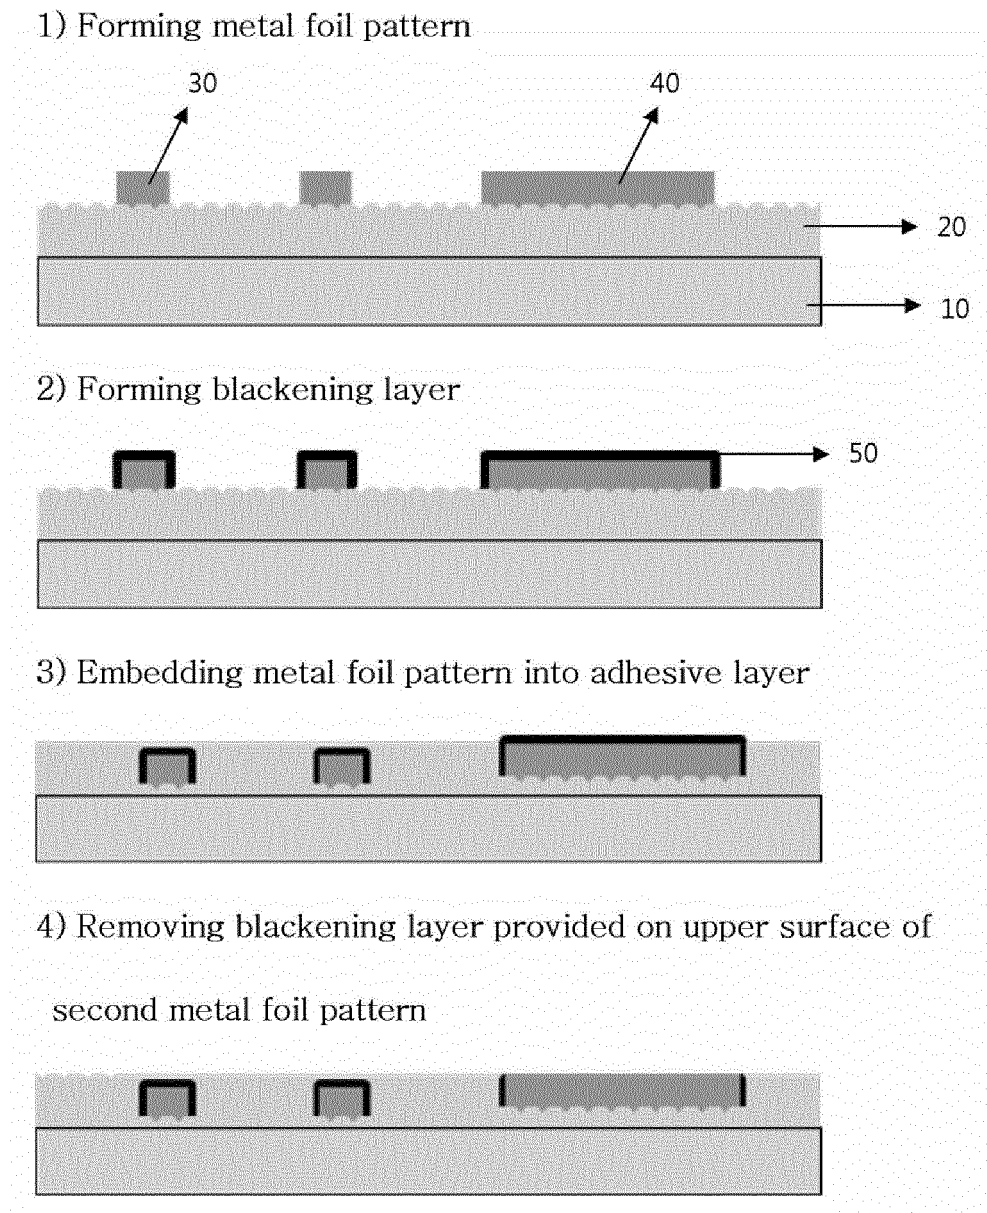 1) Forming metal foil pattern
30
40
20
10
2) Forming blackening layer
50
3) Embedding metal foil pattern into adhesive layer
4) Removing blackening layer provided on upper surface of
second metal foil pattern